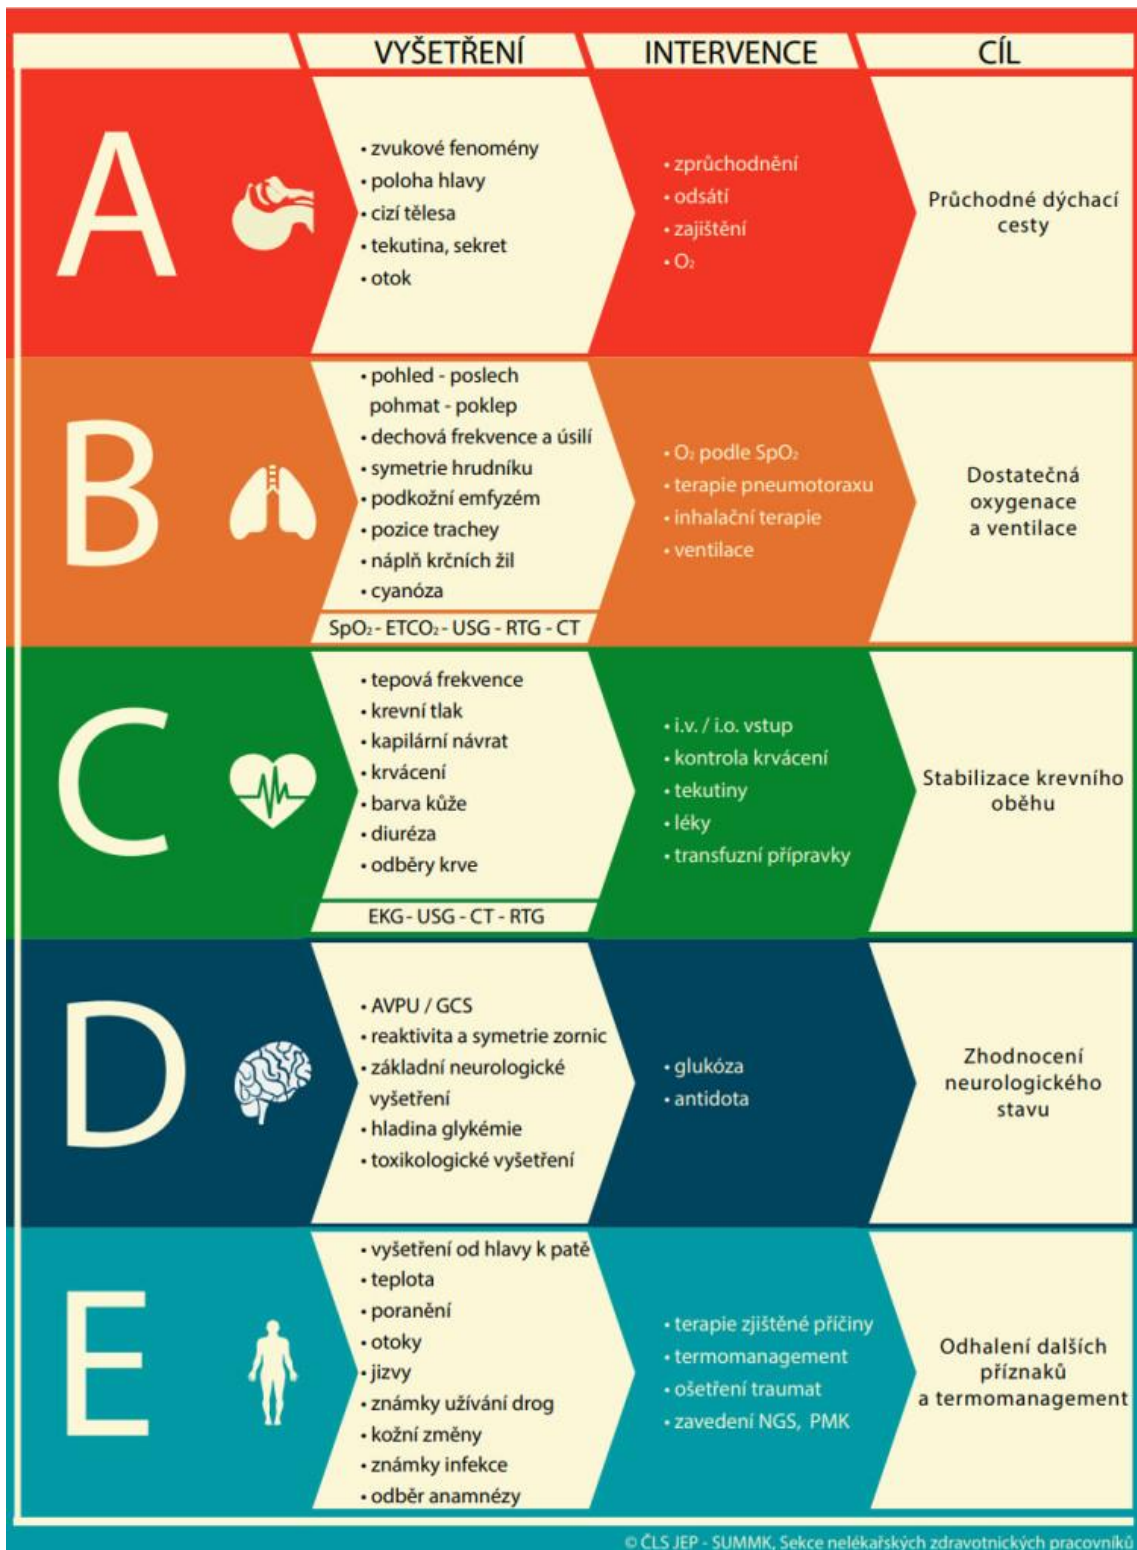 VYŠETŘENÍ INTERVENCE CÍL
A
• zvukové fenomény
• poloha hlavy
• cizí tělesa
• tekutina, sekret
• otok
• zprůchodnění
• odsátí
• zajištění
• O₂
Průchodné dýchací
cesty
B
• pohled - poslech
pohmat - poklep
• dechová frekvence a úsilí
• symetrie hrudníku
• podkožní emfyzém
• pozice trachey
• náplň krčních žil
• cyanóza
SpO₂ - ETCO₂ - USG - RTG - CT
• O₂ podle SpO₂
• terapie pneumotoraxu
• inhalační terapie
• ventilace
Dostatečná
oxygenace
a ventilace
C
• tepová frekvence
• krevní tlak
• kapilární návrat
• krvácení
• barva kůže
• diuréza
• odběry krve
EKG - USG - CT - RTG
• i.v. / i.o. vstup
• kontrola krvácení
• tekutiny
• léky
• transfuzní přípravky
Stabilizace krevního
oběhu
D
• AVPU / GCS
• reaktivita a symetrie zornic
• základní neurologické
vyšetření
• hladina glykémie
• toxikologické vyšetření
• glukóza
• antidota
Zhodnocení
neurologického
stavu
E
• vyšetření od hlavy k patě
• teplota
• poranění
• otoky
• jizvy
• známky užívání drog
• kožní změny
• známky infekce
• odběr anamnézy
• terapie zjištěné příčiny
• termomanagement
• ošetření traumat
• zavedení NGS, PMK
Odhalení dalších
příznaků
a termomanagement
© ČLS JEP - SUMMK, Sekce nelékařských zdravotnických pracovníků